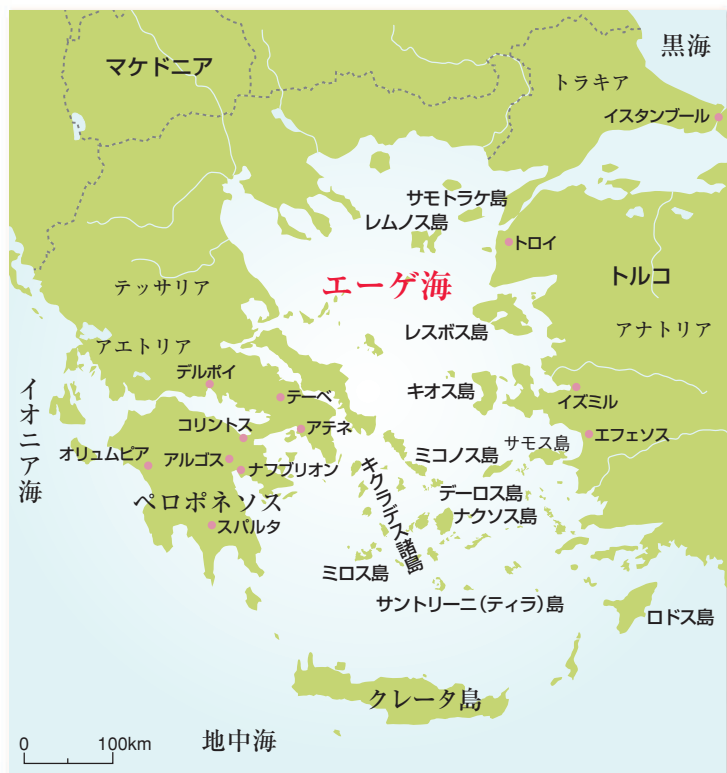 黒海
マケドニア
トラキア
イスタンブール
サモトラケ島
レムノス島
トロイ
エーゲ海
トルコ
テッサリア
レスボス島
アナトリア
アエトリア
デルポイ
テーベ
キオス島
イズミル
イオニア海
コリントス
アテネ
エフェソス
サモス島
オリュムピア
アルゴス
ナフブリオン
ミコノス島
キクラデス諸島
デーロス島
ナクソス島
ペロポネソス
スパルタ
ミロス島
サントリーニ(ティラ)島
ロドス島
クレータ島
地中海
0 100km